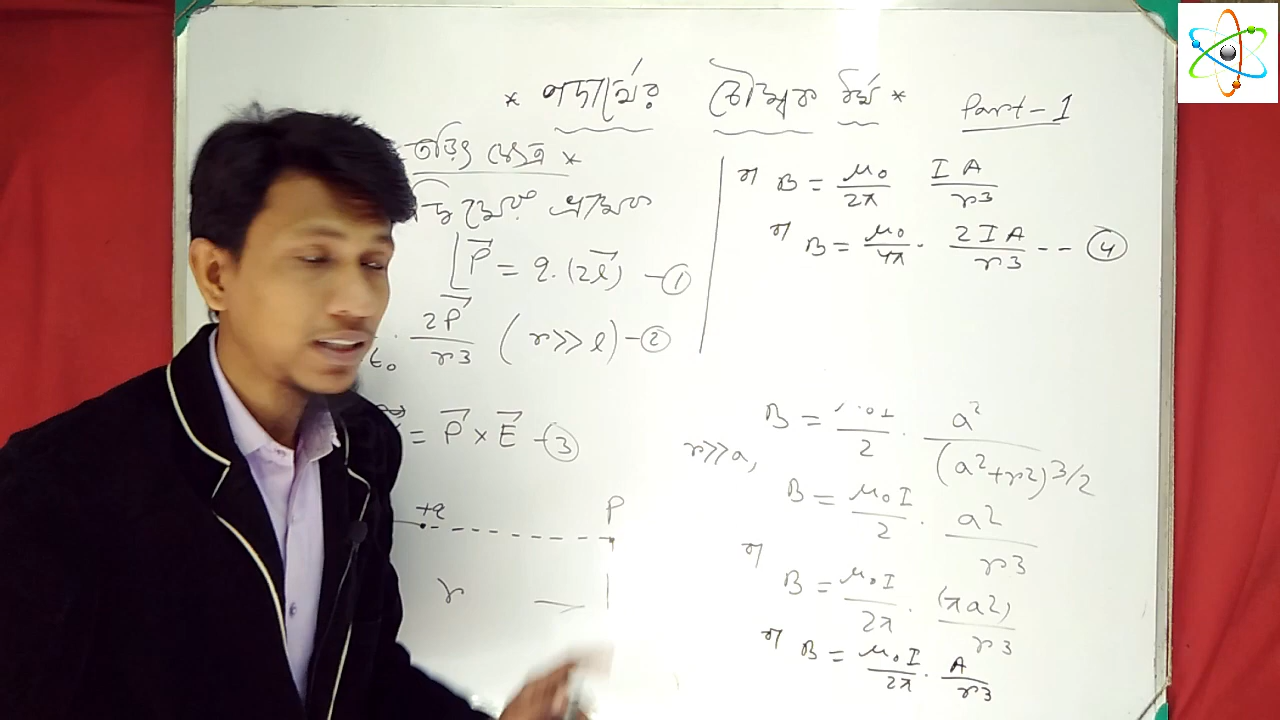 * পদার্থের চৌম্বক ধর্ম * Part-1
তড়িৎ ক্ষেত্র *
P⃗ = q.(2l⃗) -①
ϵ₀ . 2P⃗/r3 (r>>l) -②
= P⃗ × E⃗ -③
+q
P
r
বা B = μ₀/2π IA/r3
বা B = μ₀/4π . 2IA/r3 -- ④
B = μ₀I/2 . a²/(a²+r2)3/2
r>>a,
B = μ₀I/2 . a2/r3
বা B = μ₀I/2π . (πa2)/r3
বা B = μ₀I/2π . A/r3